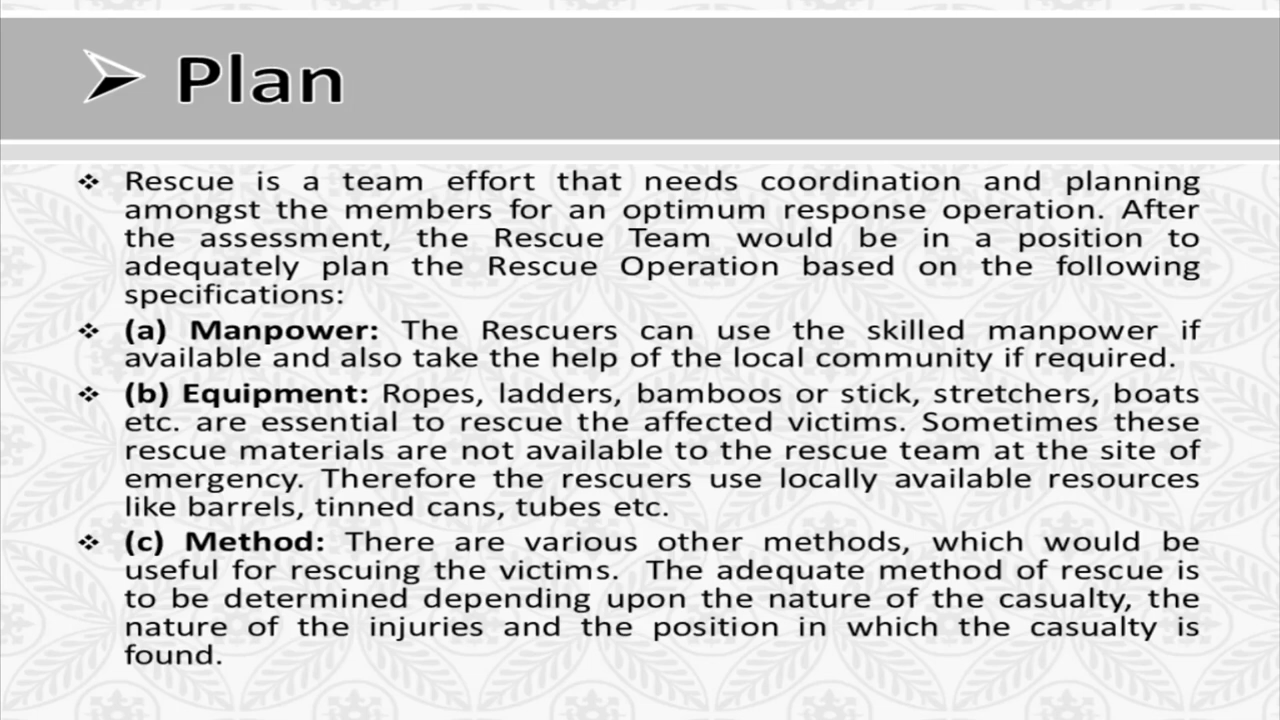 Plan
Rescue is a team effort that needs coordination and planning
amongst the members for an optimum response operation. After
the assessment, the Rescue Team would be in a position to
adequately plan the Rescue Operation based on the following
specifications:
(a) Manpower: The Rescuers can use the skilled manpower if
available and also take the help of the local community if required.
(b) Equipment: Ropes, ladders, bamboos or stick, stretchers, boats
etc. are essential to rescue the affected victims. Sometimes these
rescue materials are not available to the rescue team at the site of
emergency. Therefore the rescuers use locally available resources
like barrels, tinned cans, tubes etc.
(c) Method: There are various other methods, which would be
useful for rescuing the victims. The adequate method of rescue is
to be determined depending upon the nature of the casualty, the
nature of the injuries and the position in which the casualty is
found.